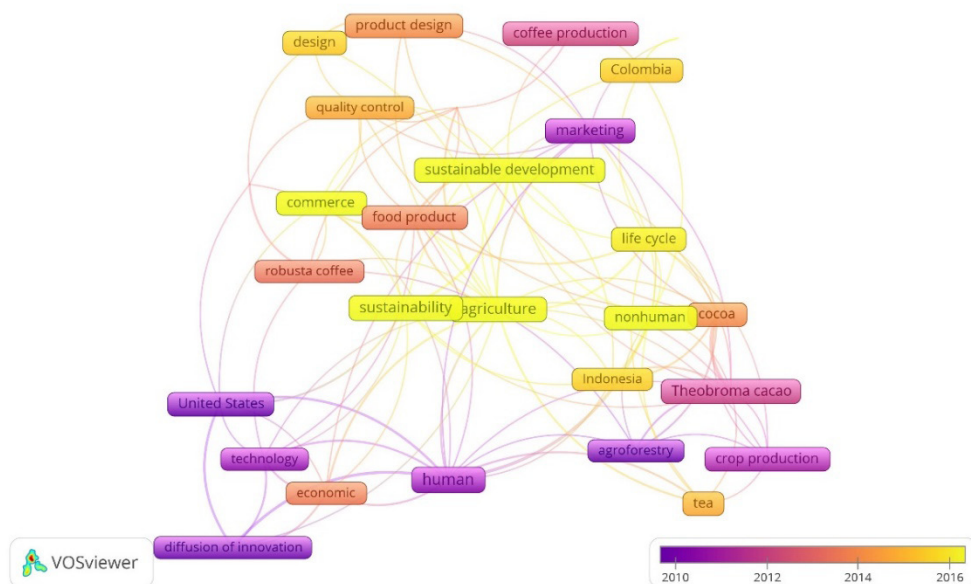 product design
coffee production
design
Colombia
quality control
marketing
sustainable development
commerce
food product
life cycle
robusta coffee
sustainability
agriculture
nonhuman
cocoa
Indonesia
Theobroma cacao
United States
technology
human
agroforestry
crop production
economic
tea
diffusion of innovation
VOSviewer
2010 2012 2014 2016